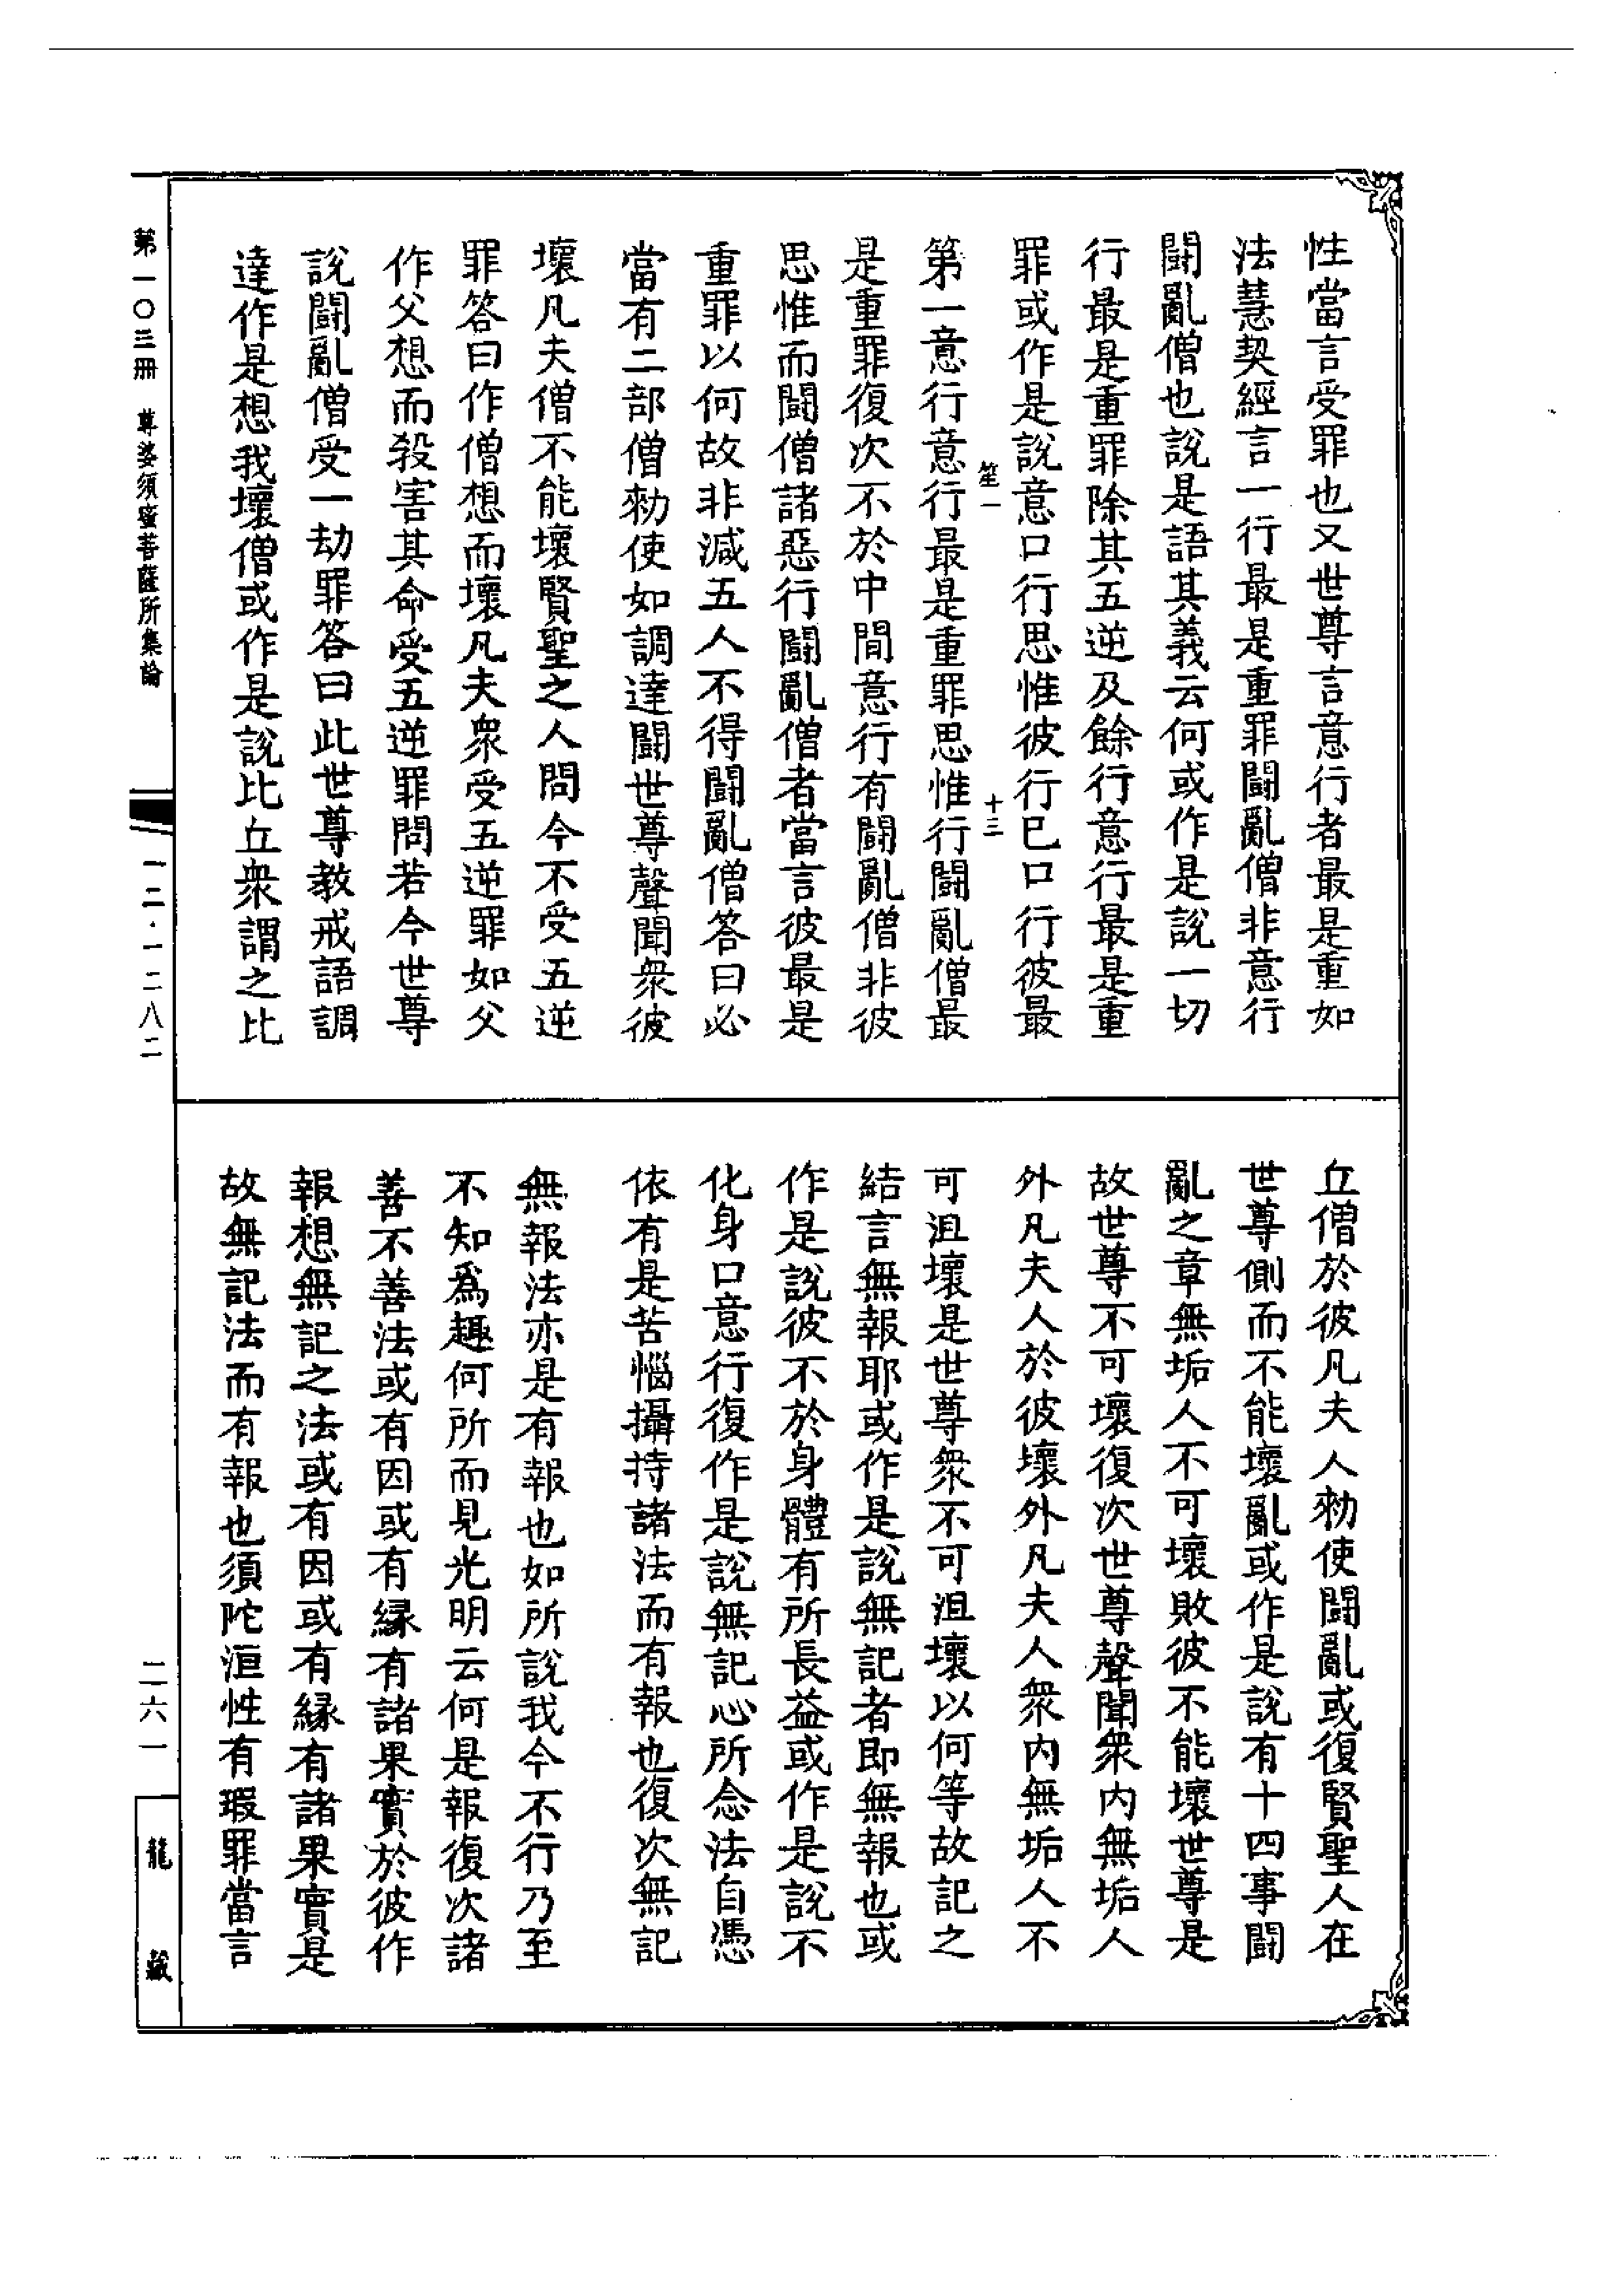 性當言受罪也又世尊言意行者最是重如
法慧契經言一行最是重罪鬭亂僧非意行
鬭亂僧也說是語其義云何或作是說一切
行最是重罪除其五逆及餘行意行最是重
罪或作是說意口行思惟彼行已口行彼最
笙一
十三
第一意行意行最是重罪思惟行鬭亂僧最
是重罪復次不於中間意行有鬭亂僧非彼
思惟而鬭僧諸惡行鬭亂僧者當言彼最是
重罪以何故非減五人不得鬭亂僧答曰必
當有二部僧勑使如調達鬭世尊聲聞衆彼
壞凡夫僧不能壞賢聖之人問今不受五逆
罪答曰作僧想而壞凡夫衆受五逆罪如父
作父想而殺害其命受五逆罪問若今世尊
說鬭亂僧受一劫罪答曰此世尊教戒語調
達作是想我壞僧或作是說比丘衆謂之比
丘僧於彼凡夫人勑使鬭亂或復賢聖人在
世尊側而不能壞亂或作是說有十四事鬭
亂之章無垢人不可壞敗彼不能壞世尊是
故世尊不可壞復次世尊聲聞衆內無垢人
外凡夫人於彼壞外凡夫人衆內無垢人不
可沮壞是世尊衆不可沮壞以何等故記之
結言無報耶或作是說無記者即無報也或
作是說彼不於身體有所長益或作是說不
化身口意行復作是說無記心所念法自憑
依有是苦惱攝持諸法而有報也復次無記
無報法亦是有報也如所說我今不行乃至
不知爲趣何所而見光明云何是報復次諸
善不善法或有因或有緣有諸果實於彼作
報想無記之法或有因或有緣有諸果實是
故無記法而有報也須陀洹性有瑕罪當言
第一〇三冊 尊婆須蜜菩薩所集論
一二·一二八二
二六一
龍藏